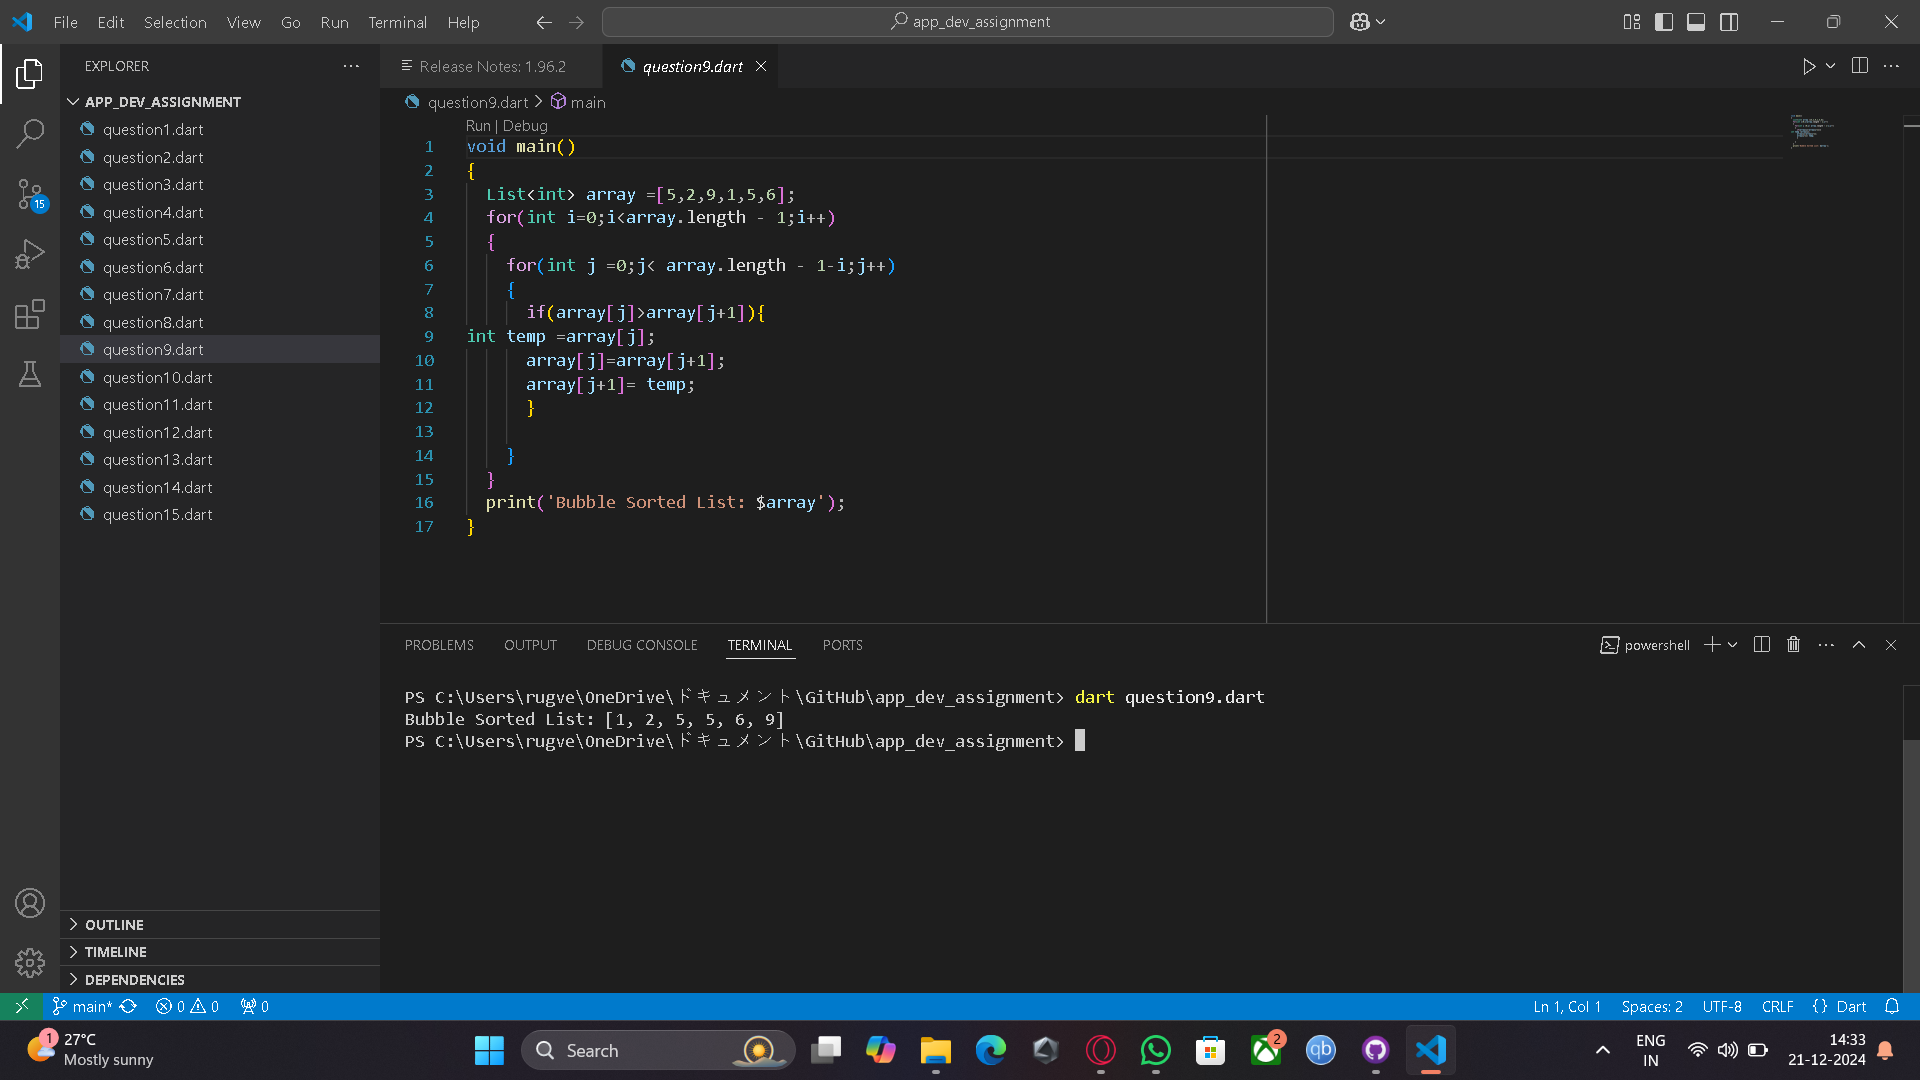 File Edit Selection View Go Run Terminal Help
app_dev_assignment
EXPLORER
APP_DEV_ASSIGNMENT
question1.dart
question2.dart
question3.dart
question4.dart
question5.dart
question6.dart
question7.dart
question8.dart
question9.dart
question10.dart
question11.dart
question12.dart
question13.dart
question14.dart
question15.dart
15
OUTLINE
TIMELINE
DEPENDENCIES
Release Notes: 1.96.2
question9.dart
question9.dart > main
Run | Debug
1 void main()
2 {
3 List<int> array =[5,2,9,1,5,6];
4 for(int i=0;i<array.length - 1;i++)
5 {
6 for(int j =0;j< array.length - 1-i;j++)
7 {
8 if(array[j]>array[j+1]){
9 int temp =array[j];
10 array[j]=array[j+1];
11 array[j+1]= temp;
12 }
13
14 }
15 }
16 print('Bubble Sorted List: $array');
17 }
PROBLEMS OUTPUT DEBUG CONSOLE TERMINAL PORTS
powershell
PS C:\Users\rugve\OneDrive\ドキュメント\GitHub\app_dev_assignment> dart question9.dart
Bubble Sorted List: [1, 2, 5, 5, 6, 9]
PS C:\Users\rugve\OneDrive\ドキュメント\GitHub\app_dev_assignment>
main* 0 0 0
Ln 1, Col 1 Spaces: 2 UTF-8 CRLF {} Dart
1
27°C
Mostly sunny
Search
2
qb
ENG
IN
14:33
21-12-2024